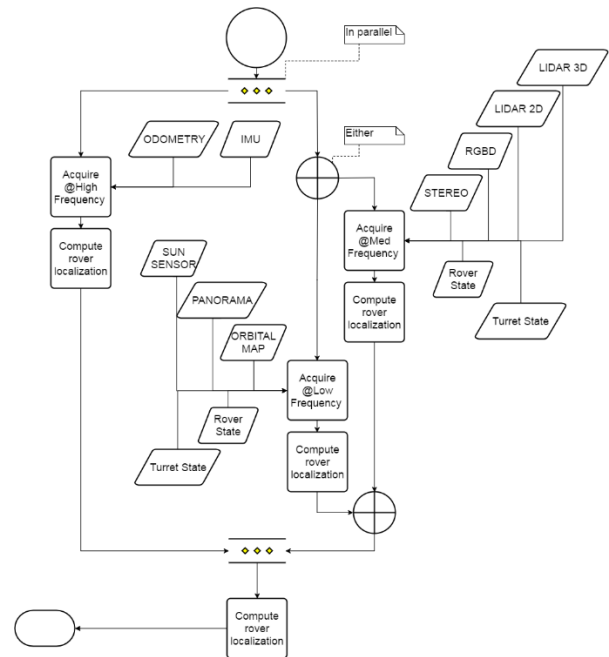 In parallel
LIDAR 3D
LIDAR 2D
ODOMETRY
IMU
Either
RGBD
Acquire
@High
Frequency
STEREO
Acquire
@Med
Frequency
Compute
rover
localization
SUN
SENSOR
Rover
State
PANORAMA
Compute
rover
localization
Turret State
ORBITAL
MAP
Acquire
@Low
Frequency
Rover
State
Turret State
Compute
rover
localization
Compute
rover
localization